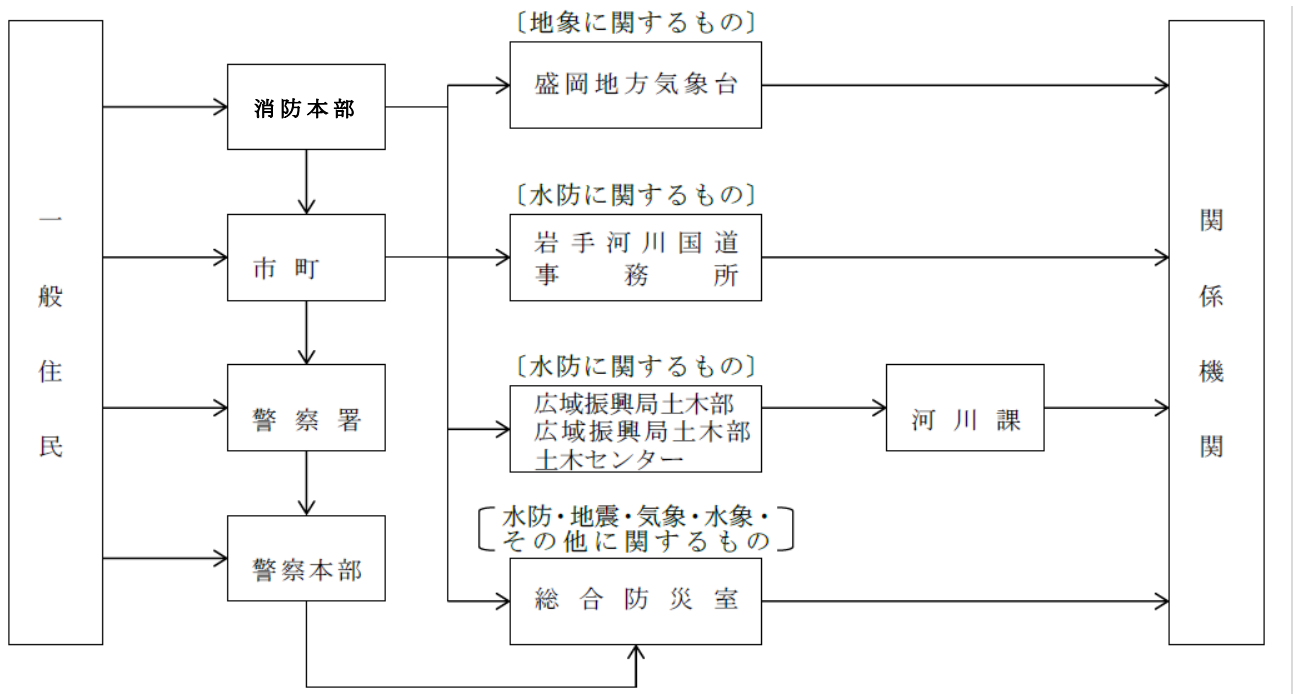 一般住民
消防本部
市町
警察署
警察本部
〔地象に関するもの〕
盛岡地方気象台
〔水防に関するもの〕
岩手河川国道
事務所
〔水防に関するもの〕
広域振興局土木部
広域振興局土木部
土木センター
河川課
水防・地震・気象・水象・
その他に関するもの
総合防災室
関係機関